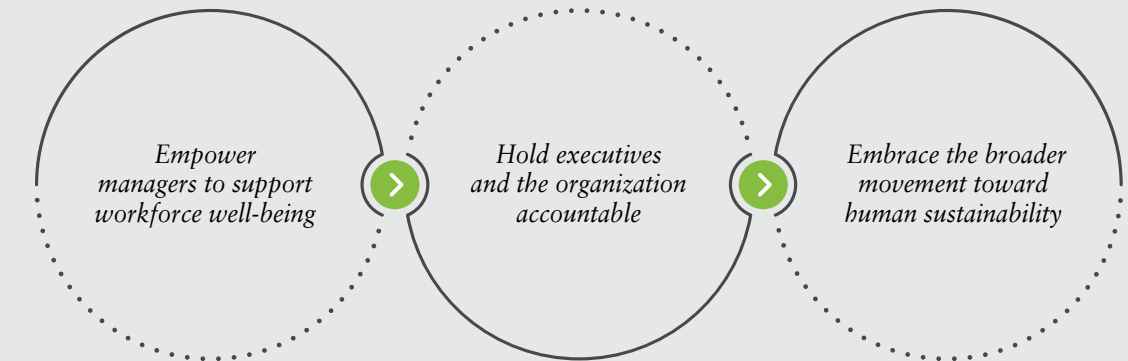 Empower
managers to support
workforce well-being
Hold executives
and the organization
accountable
Embrace the broader
movement toward
human sustainability